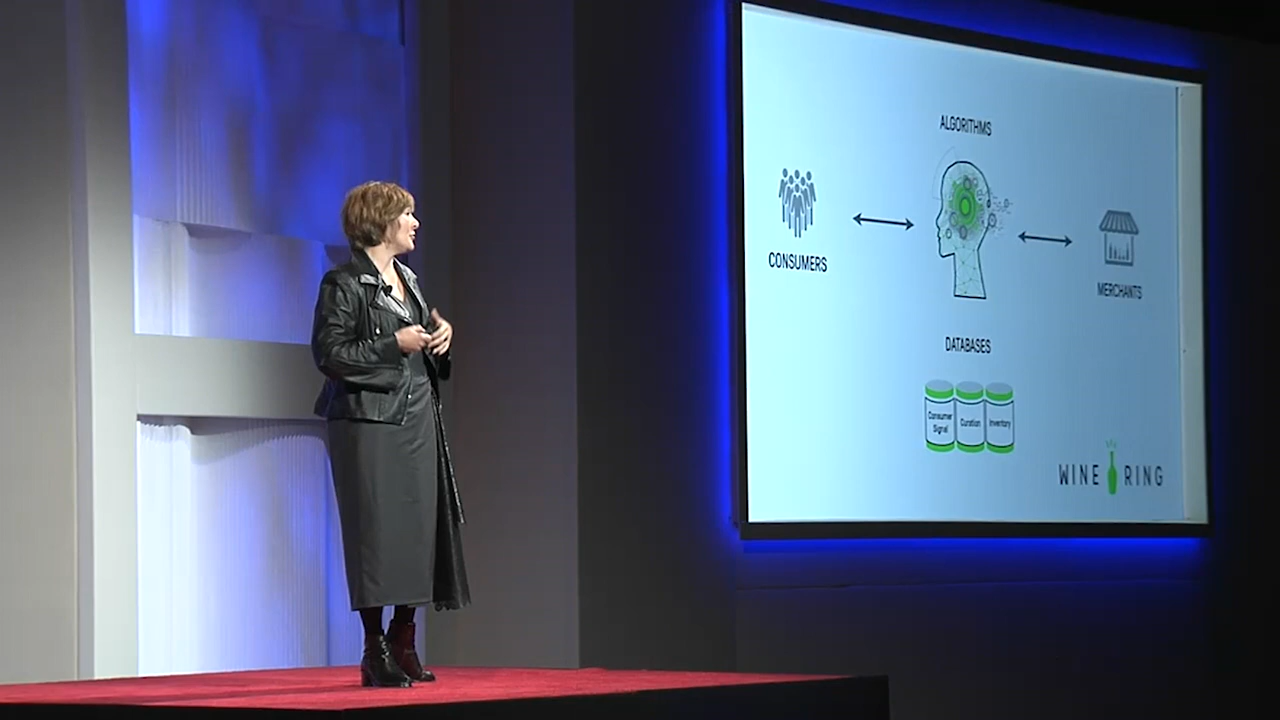 ALGORITHMS
CONSUMERS
MERCHANTS
DATABASES
Consumer
Signal
Curation
Inventory
WINE RING